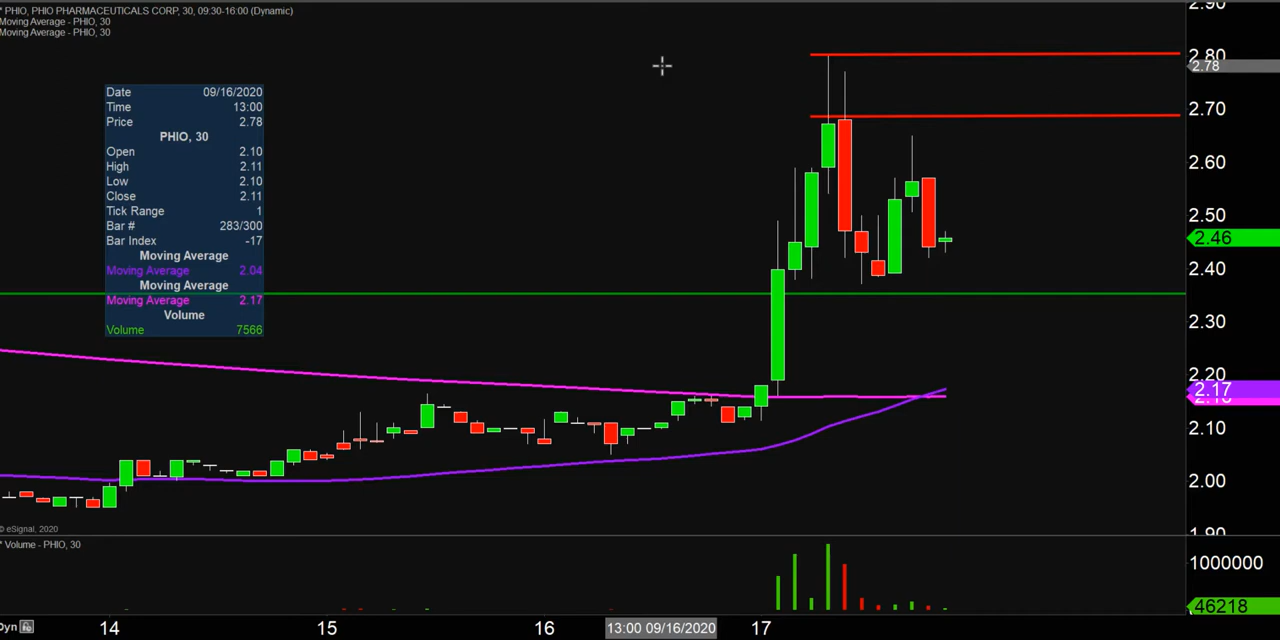 * PHIO, PHIO PHARMACEUTICALS CORP, 30, 09:30-16:00 (Dynamic)
Moving Average - PHIO, 30
Moving Average - PHIO, 30
Date 09/16/2020
Time 13:00
Price 2.78
PHIO, 30
Open 2.10
High 2.11
Low 2.10
Close 2.11
Tick Range 1
Bar # 283/300
Bar Index -17
Moving Average
Moving Average 2.04
Moving Average
Moving Average 2.17
Volume
Volume 7566
2.90
2.80
2.78
2.70
2.60
2.50
2.46
2.40
2.30
2.20
2.17
2.10
2.00
1.90
© eSignal, 2020
* Volume - PHIO, 30
1000000
46218
Dyn
14 15 16 13:00 09/16/2020 17